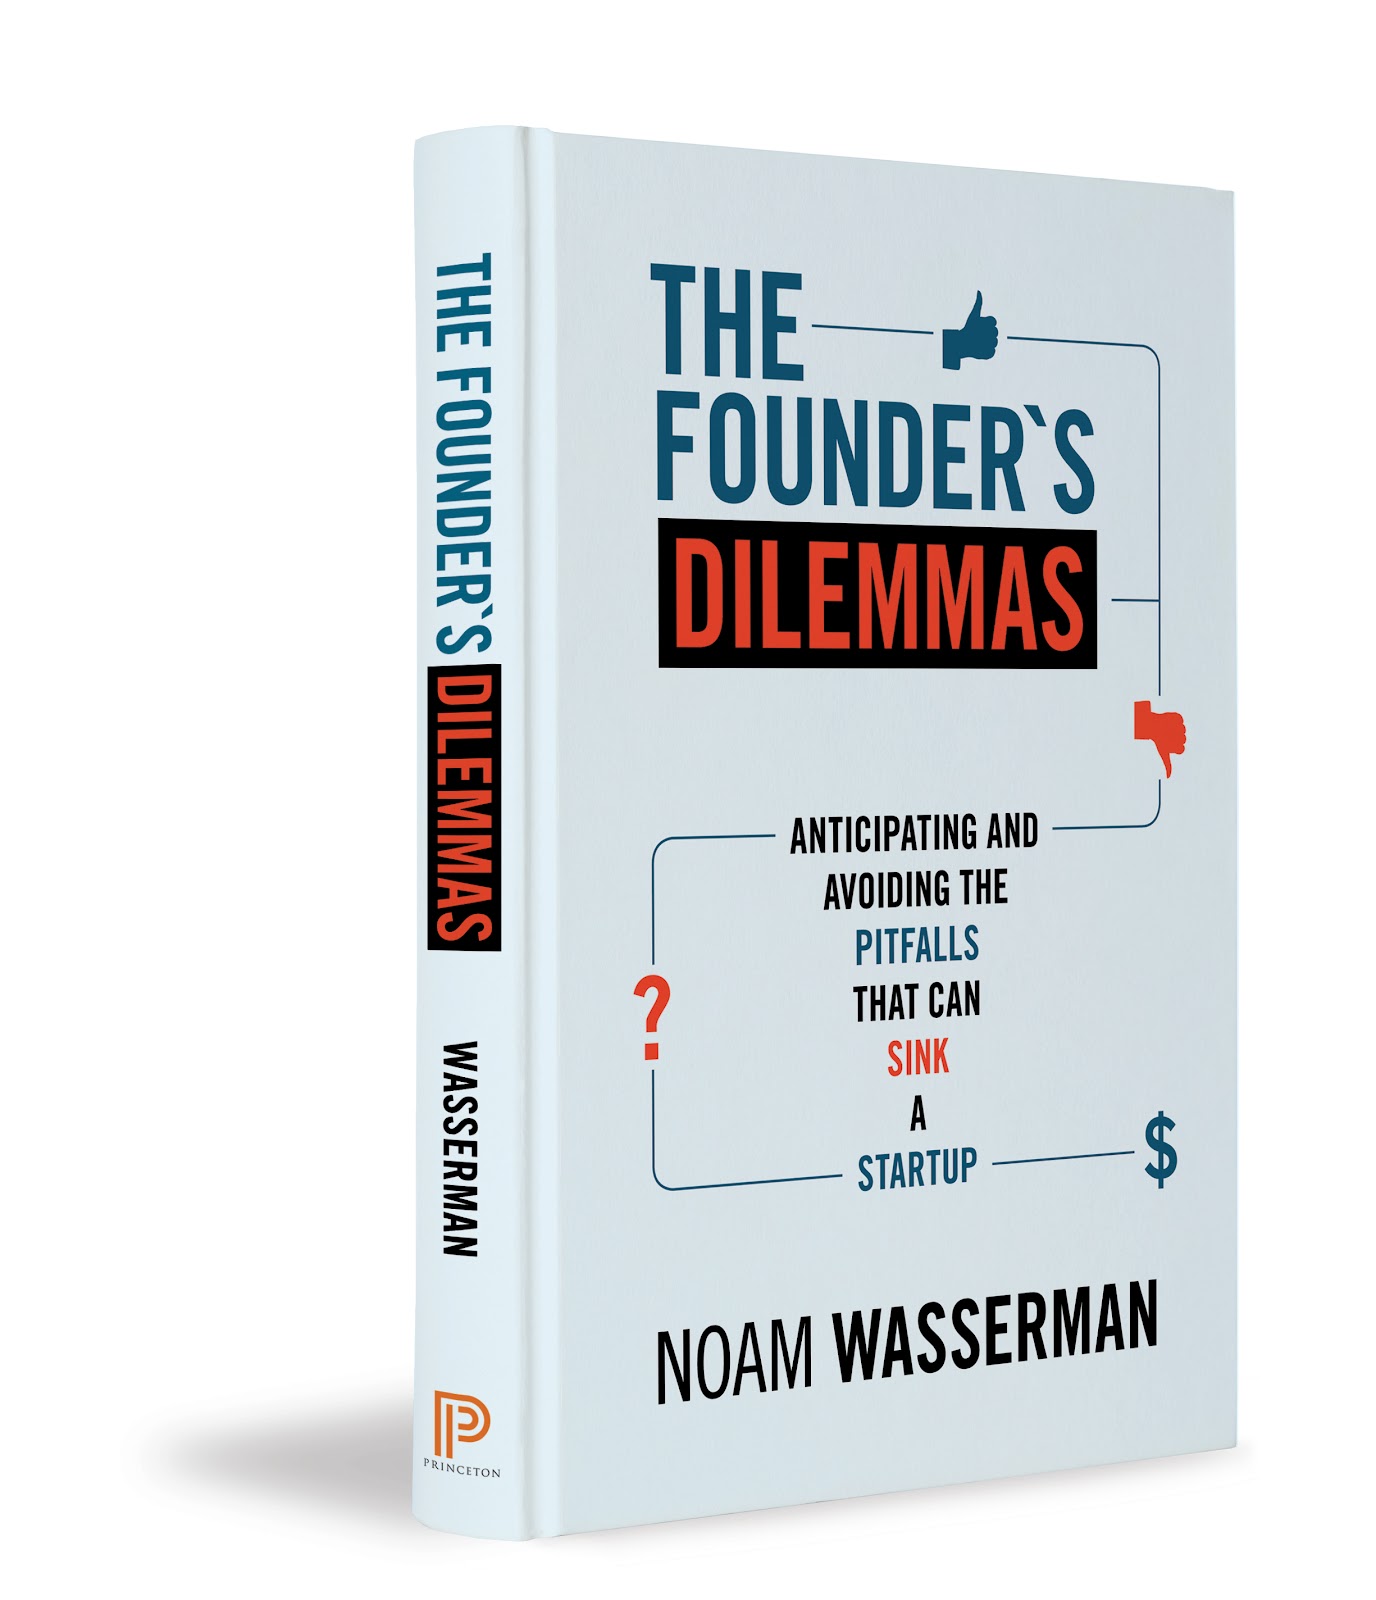 THE FOUNDER`S DILEMMAS
WASSERMAN
PRINCETON
THE
FOUNDER`S
DILEMMAS
ANTICIPATING AND
AVOIDING THE
PITFALLS
THAT CAN
SINK
A
STARTUP
?
$
NOAM WASSERMAN